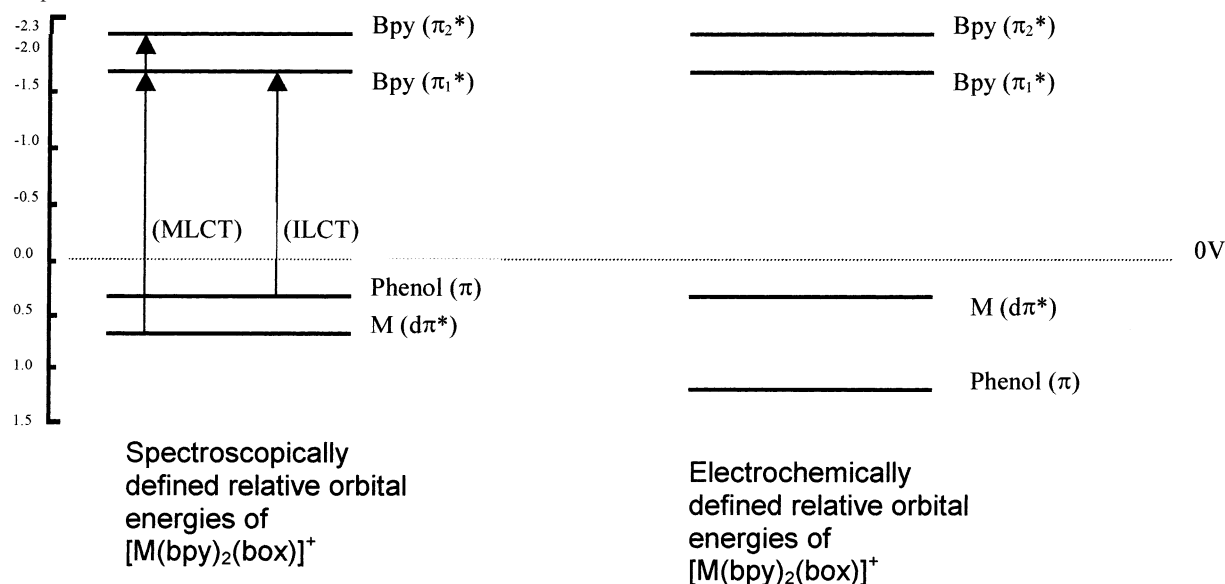 -2.3
-2.0
-1.5
-1.0
-0.5
0.0
0.5
1.0
1.5
Bpy (π₂*)
Bpy (π₁*)
(MLCT)
(ILCT)
Phenol (π)
M (dπ*)
Spectroscopically
defined relative orbital
energies of
[M(bpy)₂(box)]⁺
Bpy (π₂*)
Bpy (π₁*)
0V
M (dπ*)
Phenol (π)
Electrochemically
defined relative orbital
energies of
[M(bpy)₂(box)]⁺